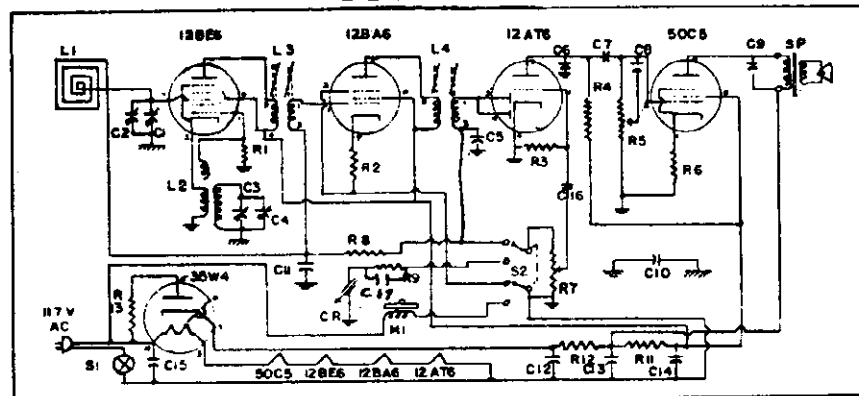 12BE6 12BA6 12AT6 50C5
L1 L3 L4 C6 C7 C8 C9 SP
R4
C2 C1 R5
C5
R1 R2 R3 R6
L2 C3 C16
C4
R8
C11 S2 C10
35W4 R9 R7
R13 CR
117V M1
AC
R12 R11
S1 C15 50C5 12BE6 12BA6 12AT6 C12 C13 C14